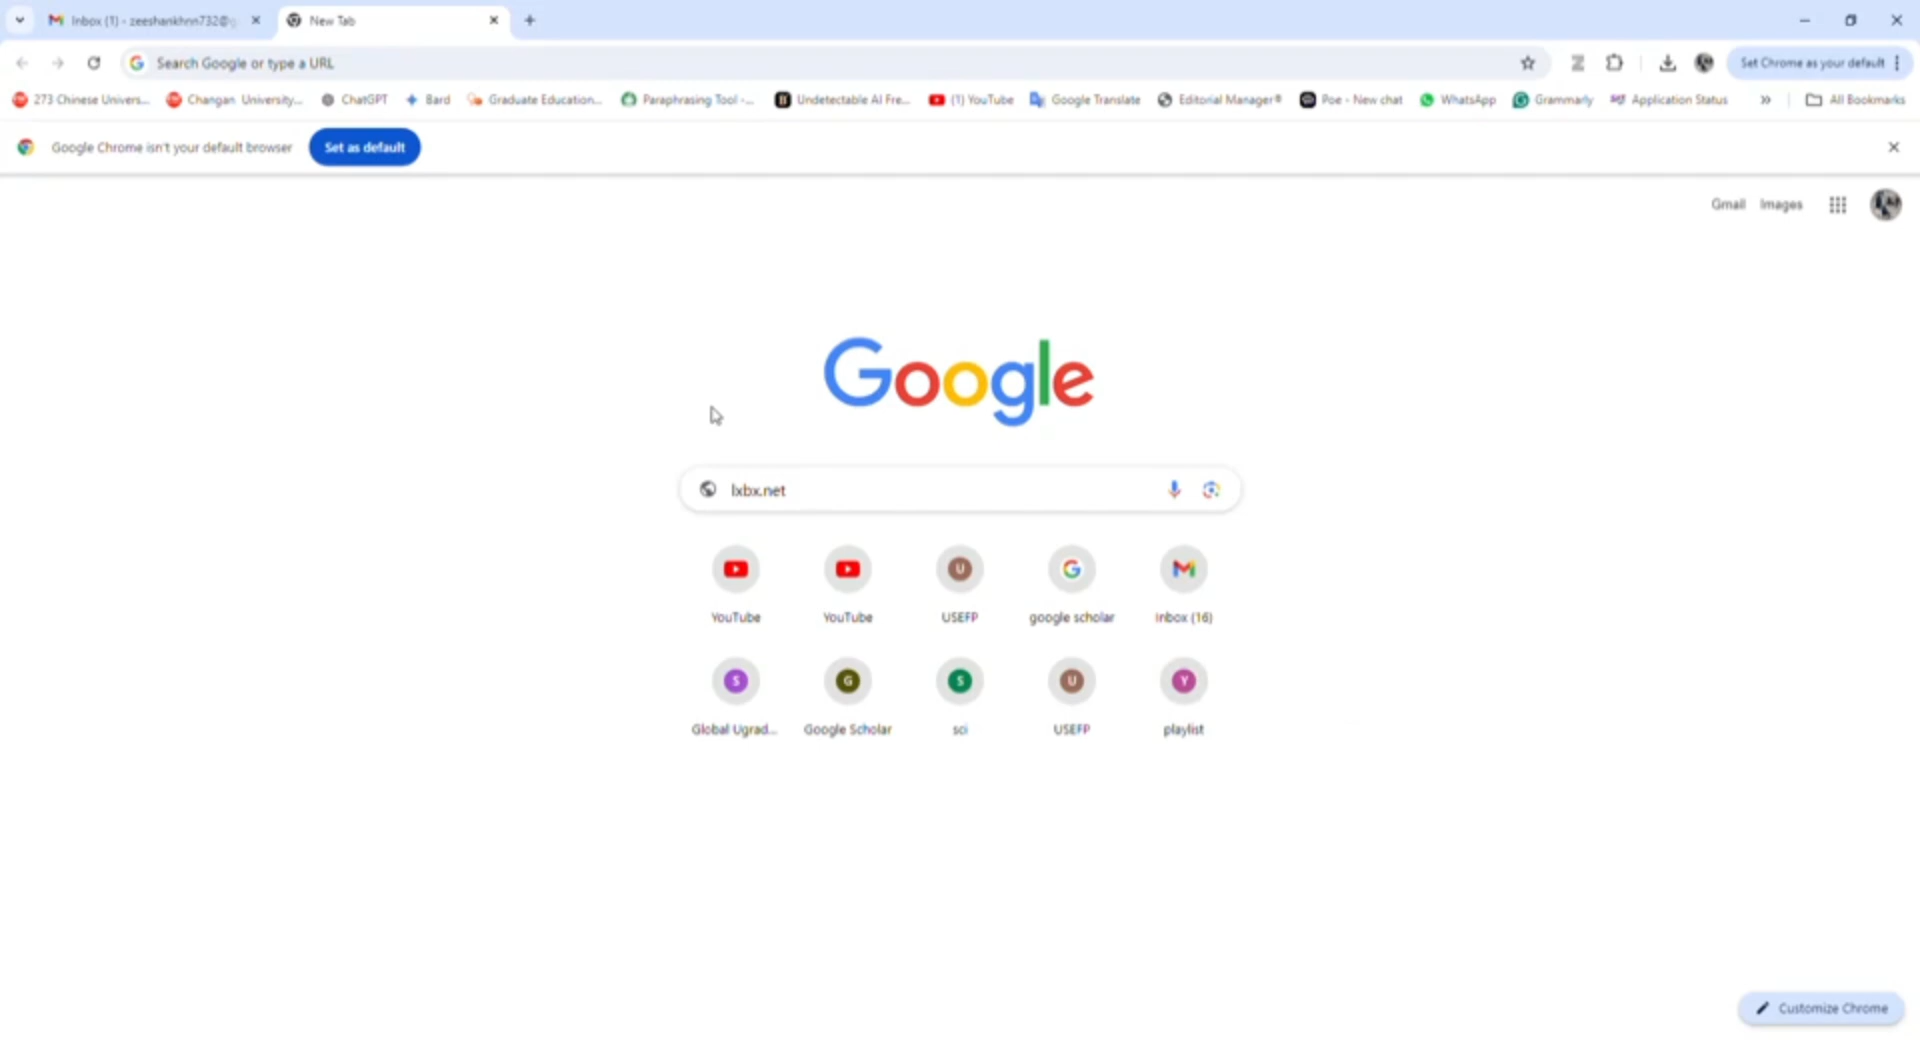 Inbox (1) - zeeshankhnn732@g
New Tab
Search Google or type a URL
Set Chrome as your default
273 Chinese Univers...
Changan University...
ChatGPT
Bard
Graduate Education...
Paraphrasing Tool -...
Undetectable AI Fre...
(1) YouTube
Google Translate
Editorial Manager®
Poe - New chat
WhatsApp
Grammarly
Application Status
All Bookmarks
Google Chrome isn't your default browser
Set as default
Gmail
Images
Google
lxbx.net
YouTube
YouTube
U
USEFP
google scholar
Inbox (16)
S
Global Ugrad...
G
Google Scholar
S
sci
U
USEFP
Y
playlist
Customize Chrome